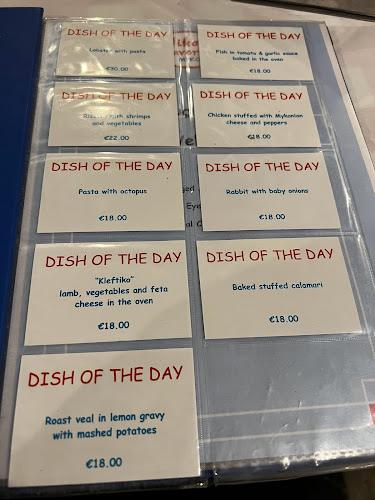 DISH OF THE DAY
Lobster with pasta
€30.00
DISH OF THE DAY
Fish in tomato & garlic sauce
baked in the oven
€18.00
DISH OF THE DAY
with shrimps
and vegetables
€22.00
DISH OF THE DAY
Chicken stuffed with Mykonian
cheese and peppers
€18.00
DISH OF THE DAY
Pasta with octopus
€18.00
DISH OF THE DAY
Rabbit with baby onions
€18.00
DISH OF THE DAY
"Kleftiko"
lamb, vegetables and feta
cheese in the oven
€18.00
DISH OF THE DAY
Baked stuffed calamari
€18.00
DISH OF THE DAY
Roast veal in lemon gravy
with mashed potatoes
€18.00